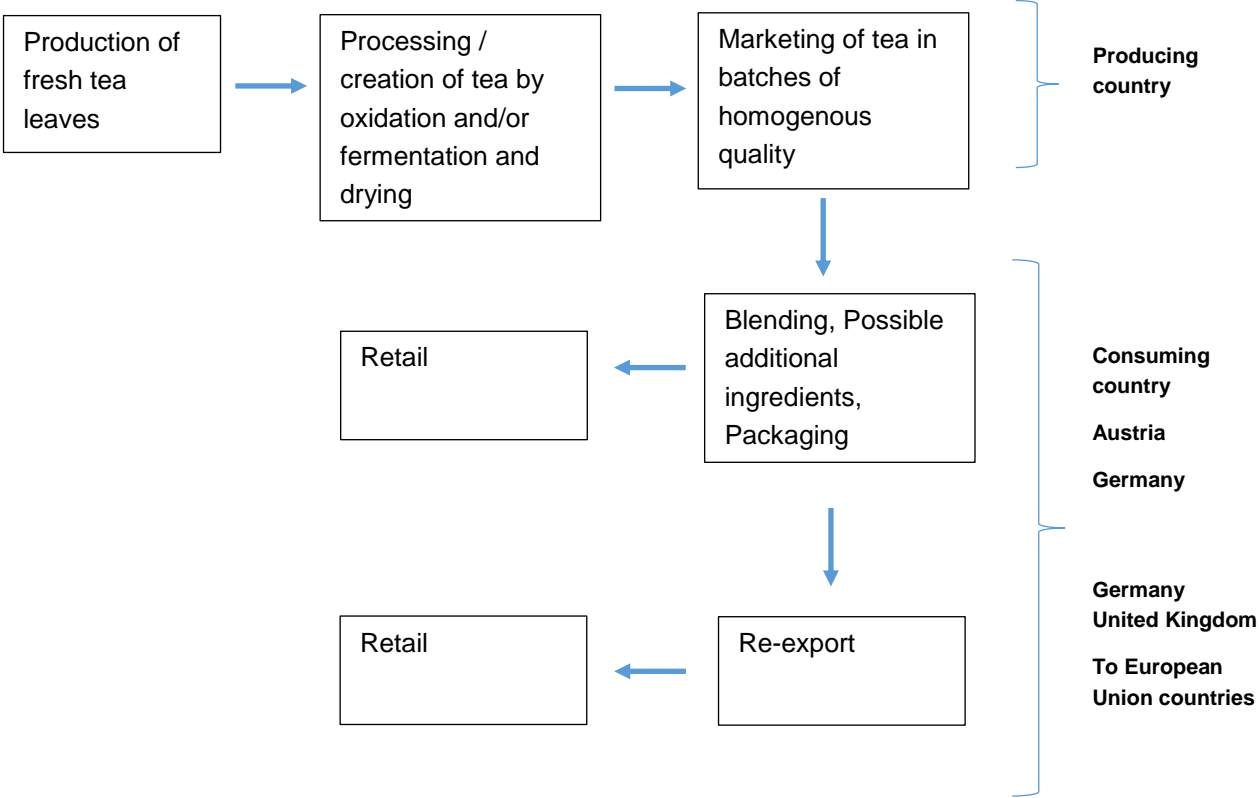 Production of
fresh tea
leaves
Processing /
creation of tea by
oxidation and/or
fermentation and
drying
Marketing of tea in
batches of
homogenous
quality
Producing
country
Retail
Blending, Possible
additional
ingredients,
Packaging
Consuming
country
Austria
Germany
Retail
Re-export
Germany
United Kingdom
To European
Union countries